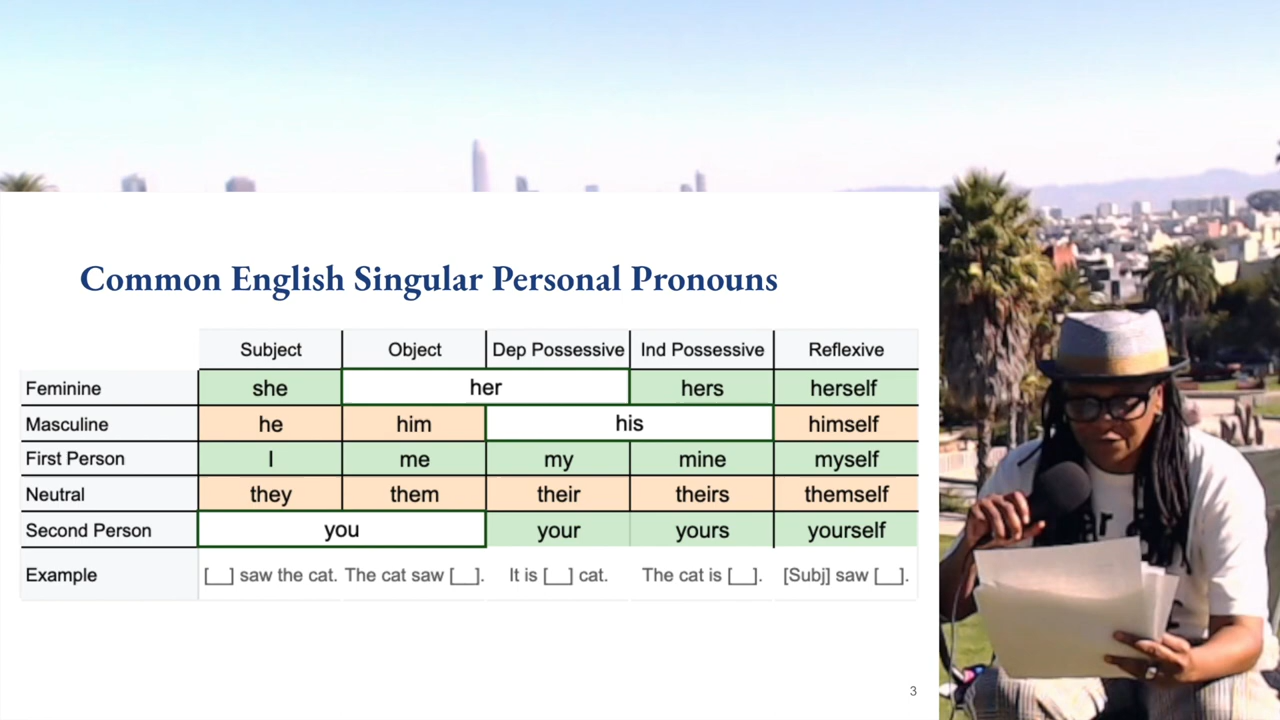 Common English Singular Personal Pronouns
Subject Object Dep Possessive Ind Possessive Reflexive
Feminine she her hers herself
Masculine he him his himself
First Person I me my mine myself
Neutral they them their theirs themself
Second Person you your yours yourself
Example [__] saw the cat. The cat saw [__]. It is [__] cat. The cat is [__]. [Subj] saw [__].
3